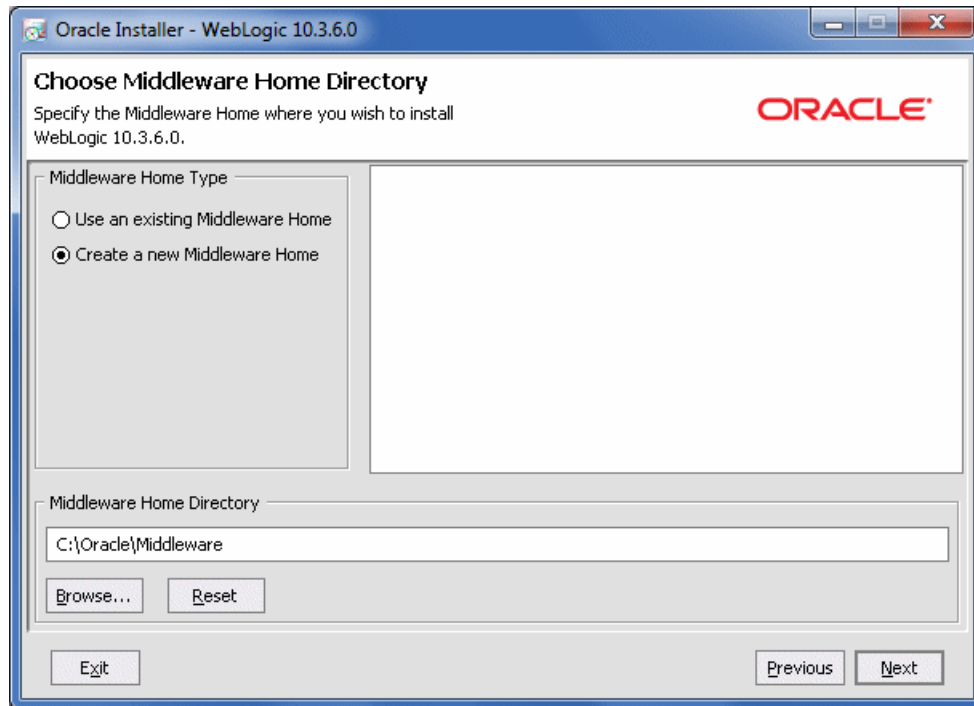 Oracle Installer - WebLogic 10.3.6.0
Choose Middleware Home Directory
Specify the Middleware Home where you wish to install
WebLogic 10.3.6.0.
ORACLE
Middleware Home Type
Use an existing Middleware Home
Create a new Middleware Home
Middleware Home Directory
C:\Oracle\Middleware
Browse...
Reset
Exit
Previous
Next